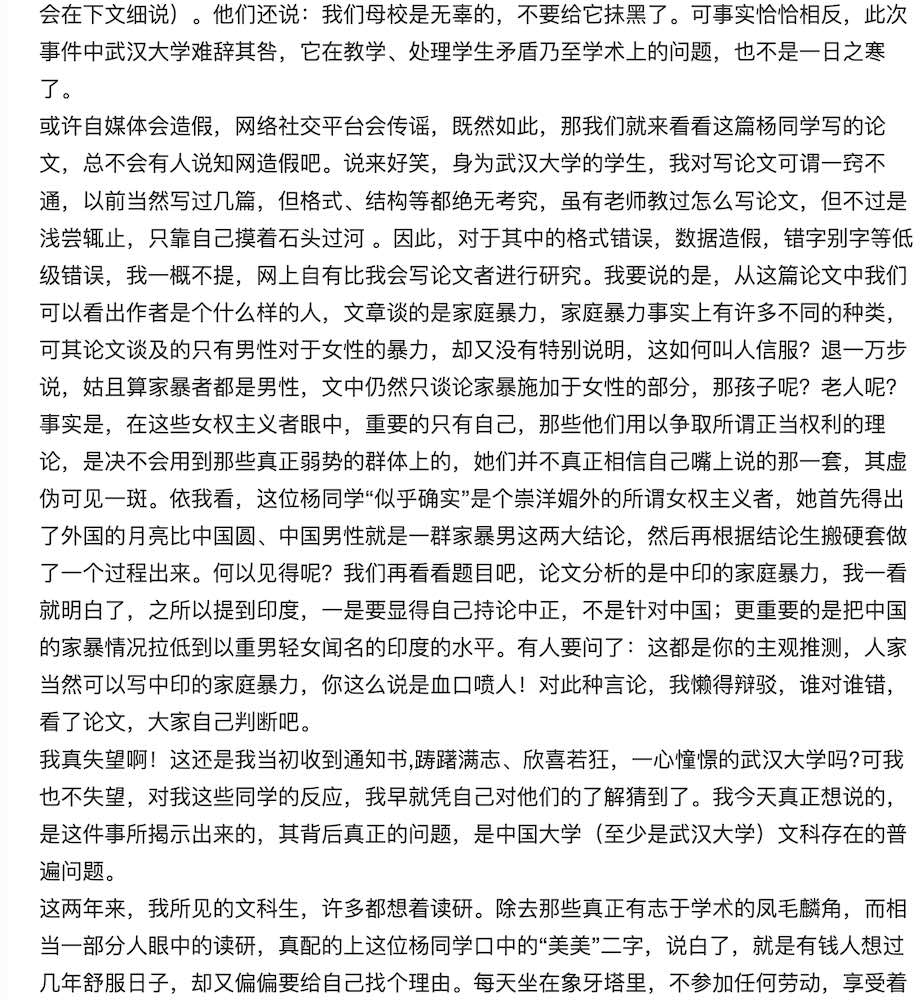 会在下文细说）。他们还说：我们母校是无辜的，不要给它抹黑了。可事实恰恰相反，此次
事件中武汉大学难辞其咎，它在教学、处理学生矛盾乃至学术上的问题，也不是一日之寒
了。
或许自媒体会造假，网络社交平台会传谣，既然如此，那我们就来看看这篇杨同学写的论
文，总不会有人说知网造假吧。说来好笑，身为武汉大学的学生，我对写论文可谓一窍不
通，以前当然写过几篇，但格式、结构等都绝无考究，虽有老师教过怎么写论文，但不过是
浅尝辄止，只靠自己摸着石头过河 。因此，对于其中的格式错误，数据造假，错字别字等低
级错误，我一概不提，网上自有比我会写论文者进行研究。我要说的是，从这篇论文中我们
可以看出作者是个什么样的人，文章谈的是家庭暴力，家庭暴力事实上有许多不同的种类，
可其论文谈及的只有男性对于女性的暴力，却又没有特别说明，这如何叫人信服？退一万步
说，姑且算家暴者都是男性，文中仍然只谈论家暴施加于女性的部分，那孩子呢？老人呢？
事实是，在这些女权主义者眼中，重要的只有自己，那些他们用以争取所谓正当权利的理
论，是决不会用到那些真正弱势的群体上的，她们并不真正相信自己嘴上说的那一套，其虚
伪可见一斑。依我看，这位杨同学“似乎确实”是个崇洋媚外的所谓女权主义者，她首先得出
了外国的月亮比中国圆、中国男性就是一群家暴男这两大结论，然后再根据结论生搬硬套做
了一个过程出来。何以见得呢？我们再看看题目吧，论文分析的是中印的家庭暴力，我一看
就明白了，之所以提到印度，一是要显得自己持论中正，不是针对中国；更重要的是把中国
的家暴情况拉低到以重男轻女闻名的印度的水平。有人要问了：这都是你的主观推测，人家
当然可以写中印的家庭暴力，你这么说是血口喷人！对此种言论，我懒得辩驳，谁对谁错，
看了论文，大家自己判断吧。
我真失望啊！这还是我当初收到通知书,踌躇满志、欣喜若狂，一心憧憬的武汉大学吗?可我
也不失望，对我这些同学的反应，我早就凭自己对他们的了解猜到了。我今天真正想说的，
是这件事所揭示出来的，其背后真正的问题，是中国大学（至少是武汉大学）文科存在的普
遍问题。
这两年来，我所见的文科生，许多都想着读研。除去那些真正有志于学术的凤毛麟角，而相
当一部分人眼中的读研，真配的上这位杨同学口中的“美美”二字，说白了，就是有钱人想过
几年舒服日子，却又偏偏要给自己找个理由。每天坐在象牙塔里，不参加任何劳动，享受着